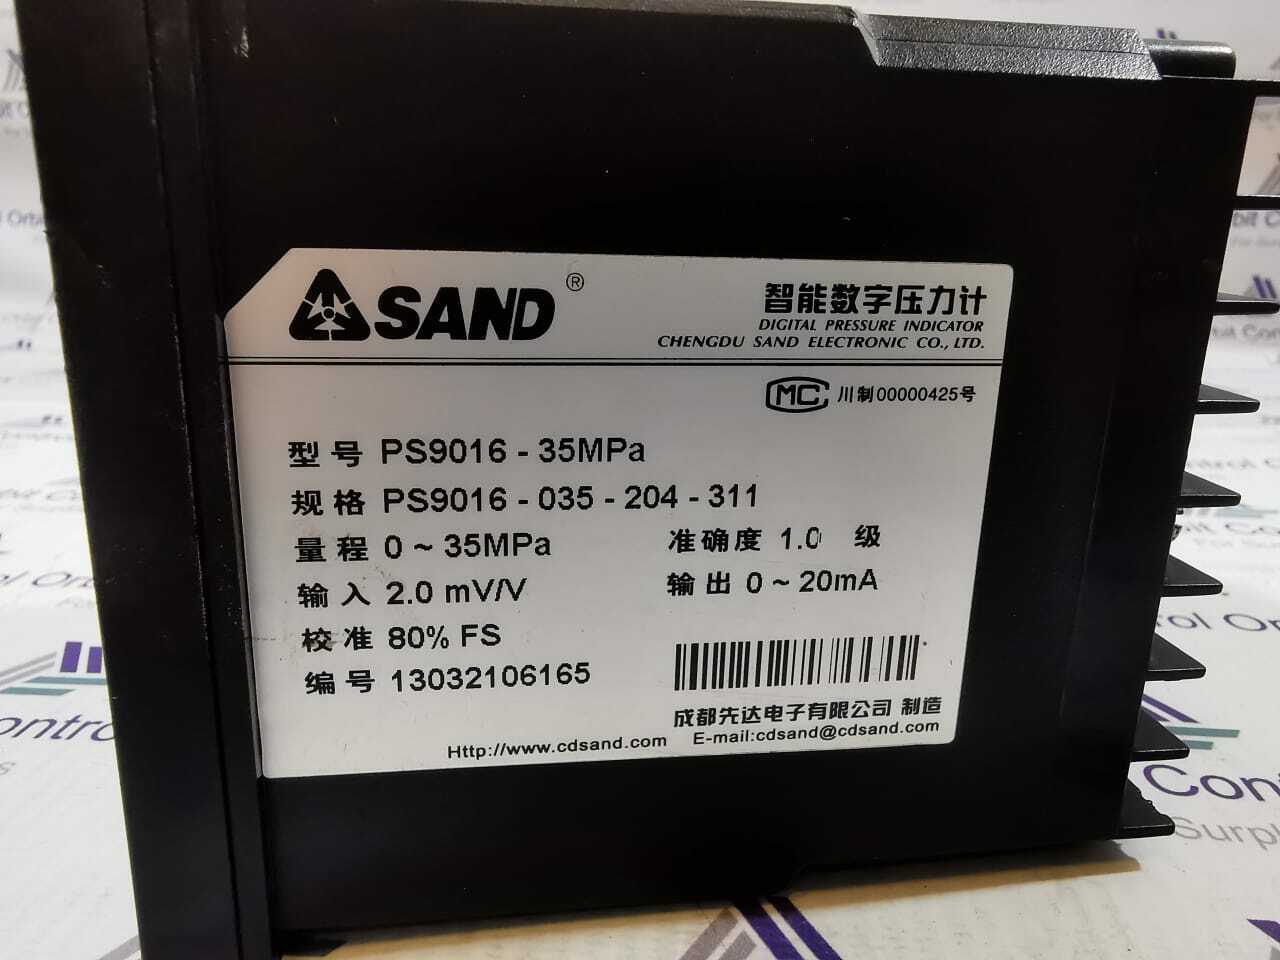 SAND ®
智能数字压力计
DIGITAL PRESSURE INDICATOR
CHENGDU SAND ELECTRONIC CO., LTD.
MC 川制00000425号
型号 PS9016 - 35MPa
规格 PS9016 - 035 - 204 - 311
量程 0 ~ 35MPa 准确度 1.0 级
输入 2.0 mV/V 输出 0 ~ 20mA
校准 80% FS
编号 13032106165
成都先达电子有限公司 制造
Http://www.cdsand.com E-mail:cdsand@cdsand.com